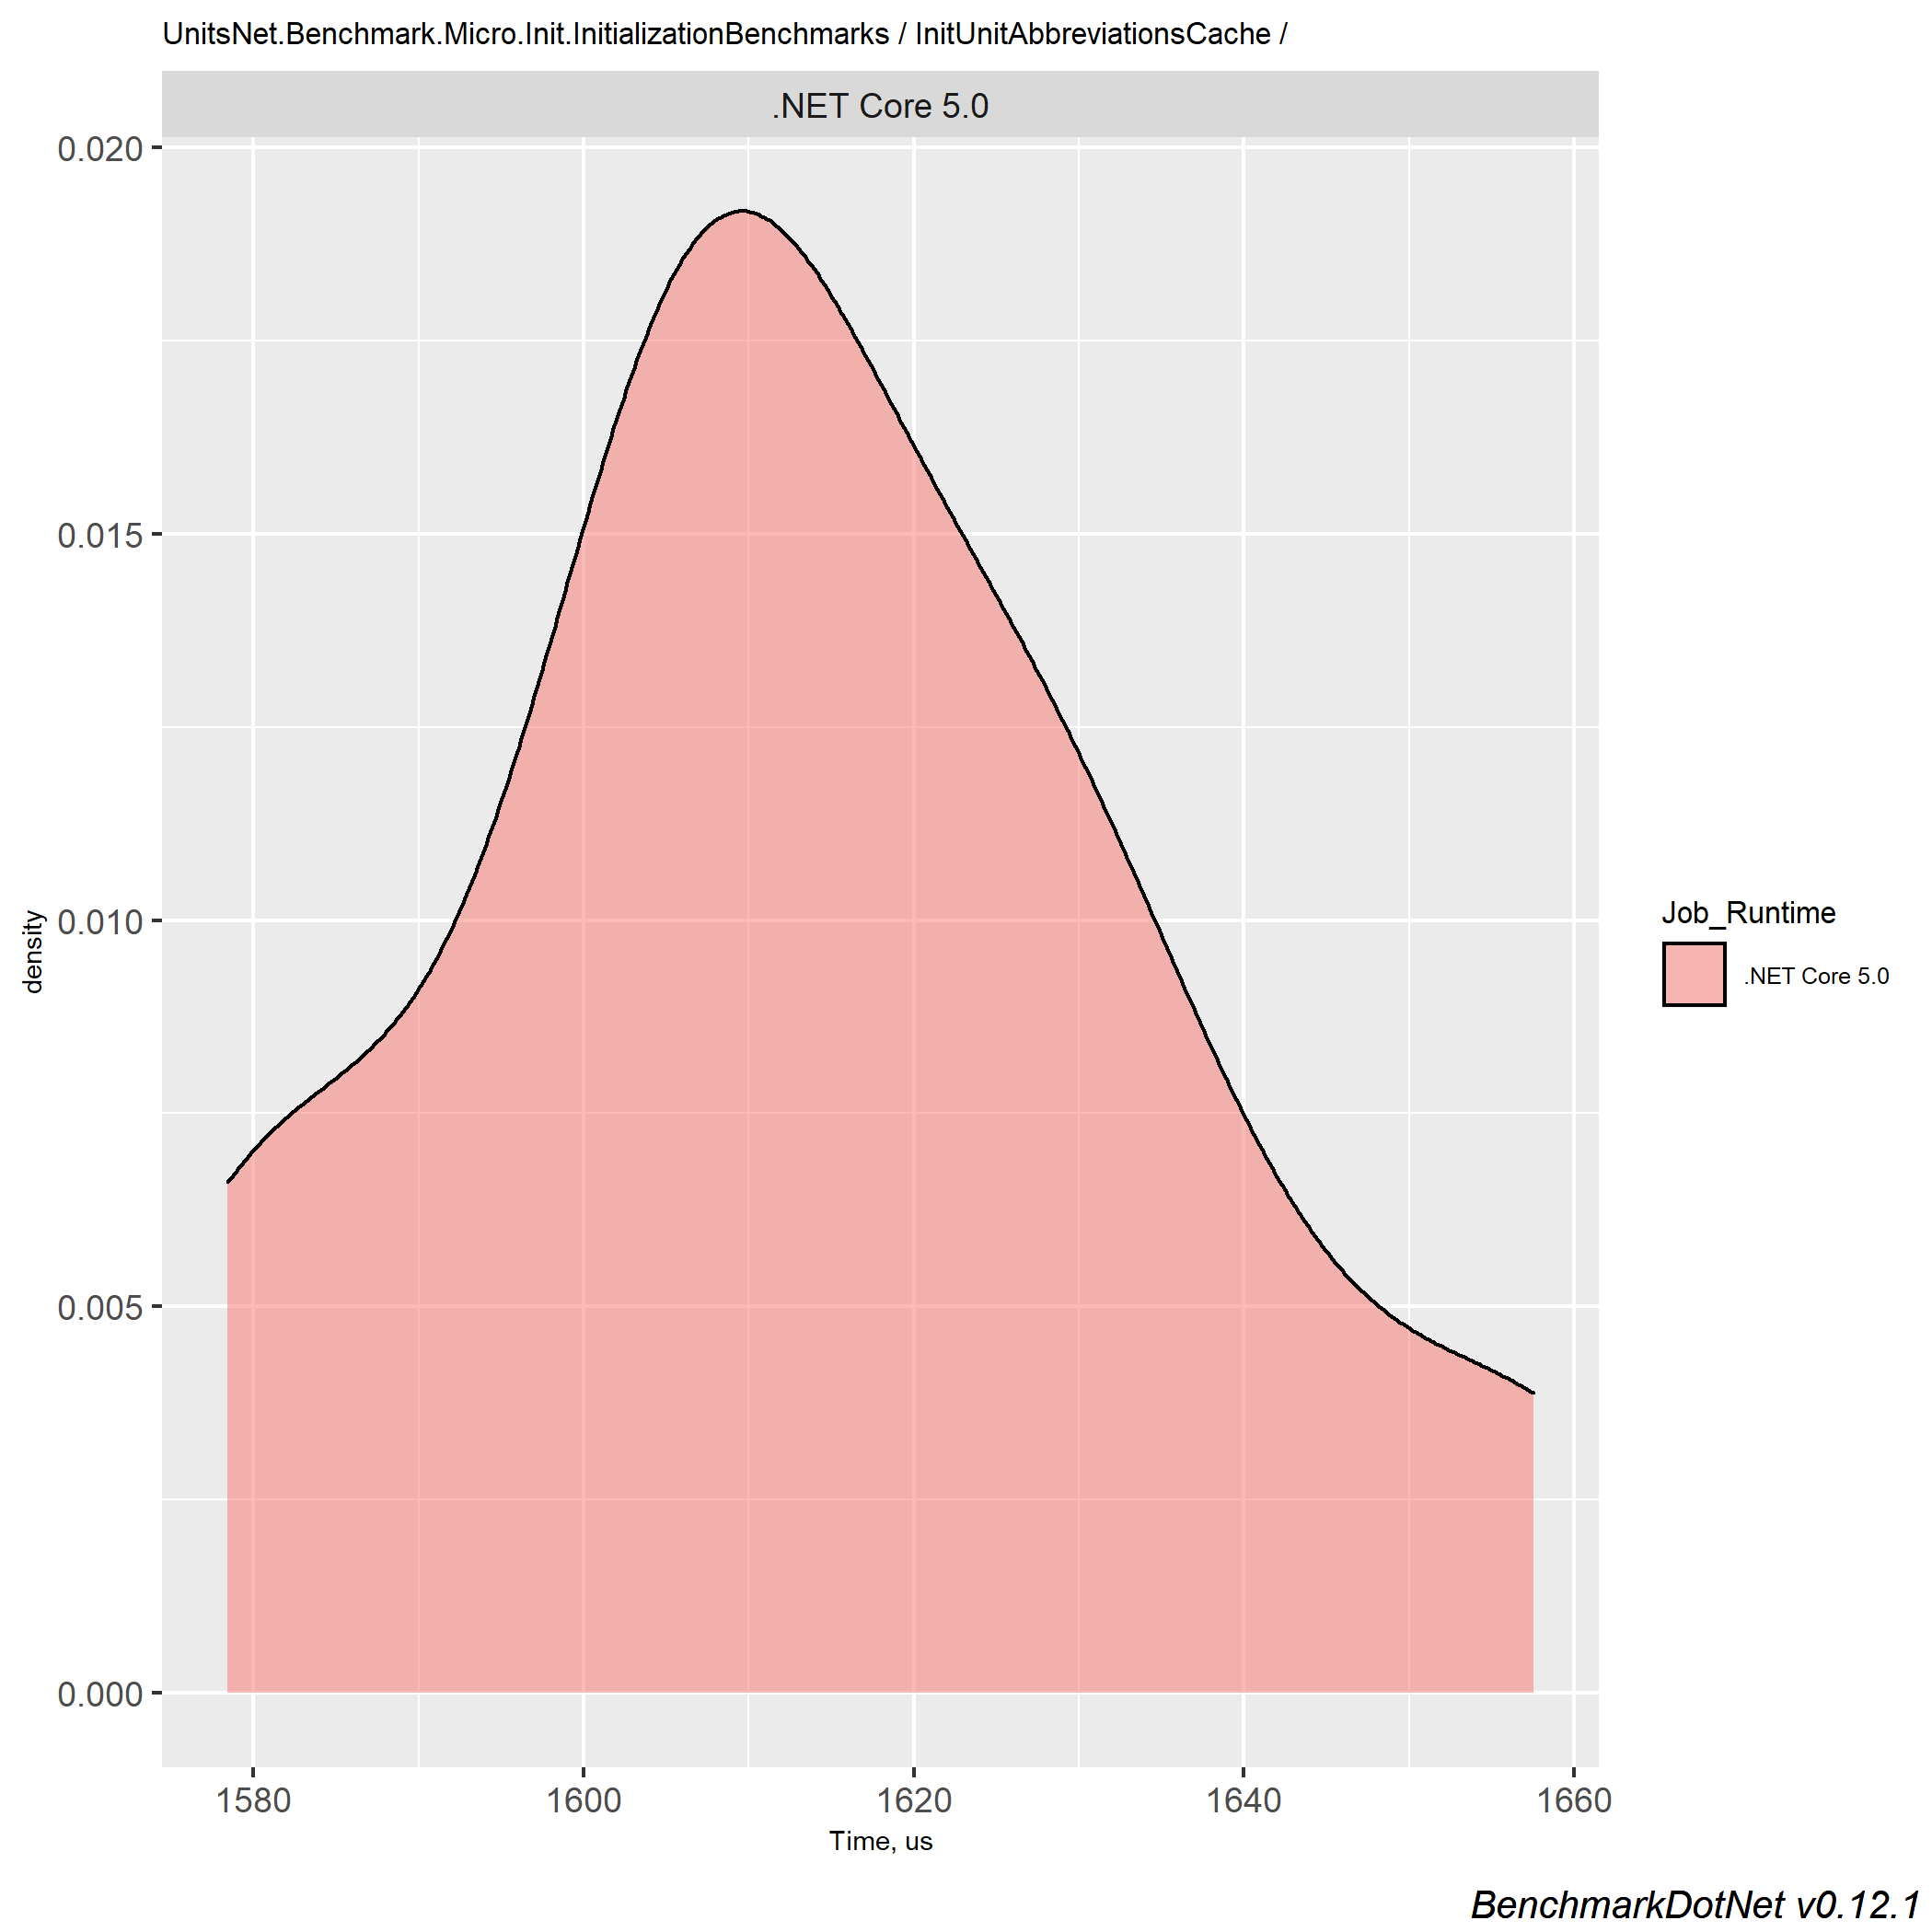 UnitsNet.Benchmark.Micro.Init.InitializationBenchmarks / InitUnitAbbreviationsCache /
.NET Core 5.0
0.020
0.015
0.010
0.005
0.000
density
1580 1600 1620 1640 1660
Time, us
Job_Runtime
.NET Core 5.0
BenchmarkDotNet v0.12.1